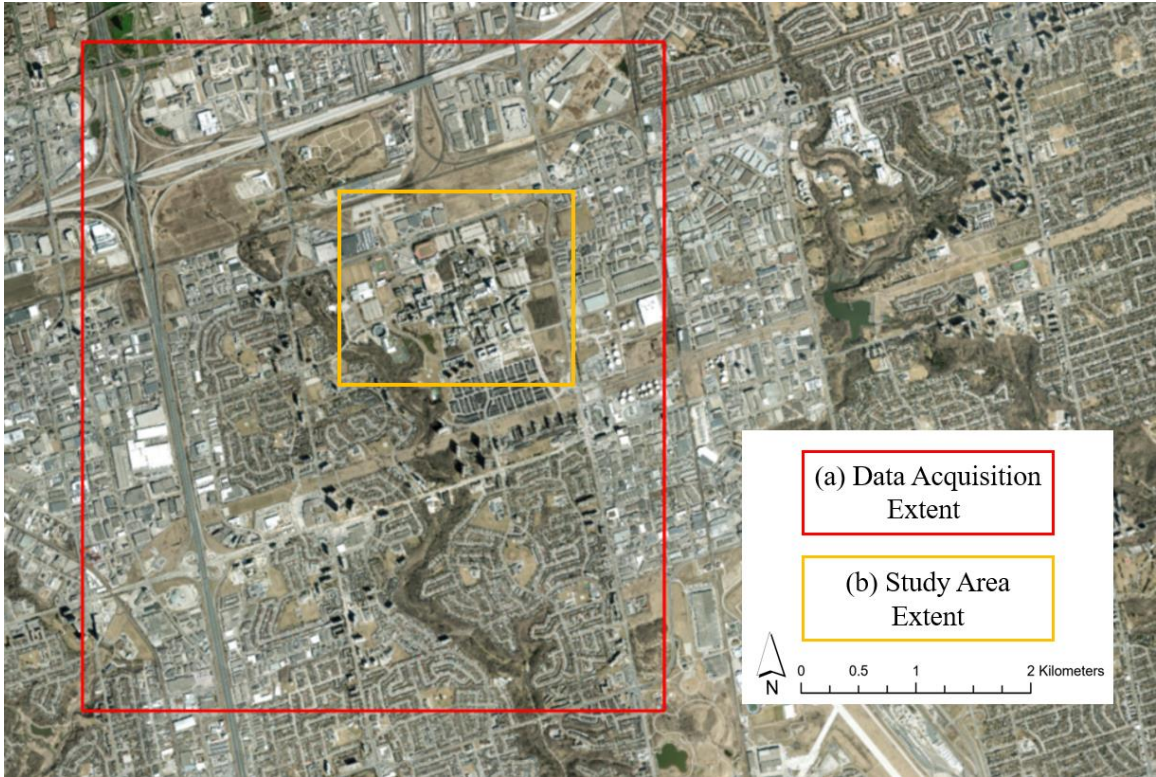 (a) Data Acquisition
Extent
(b) Study Area
Extent
N
0 0.5 1 2 Kilometers